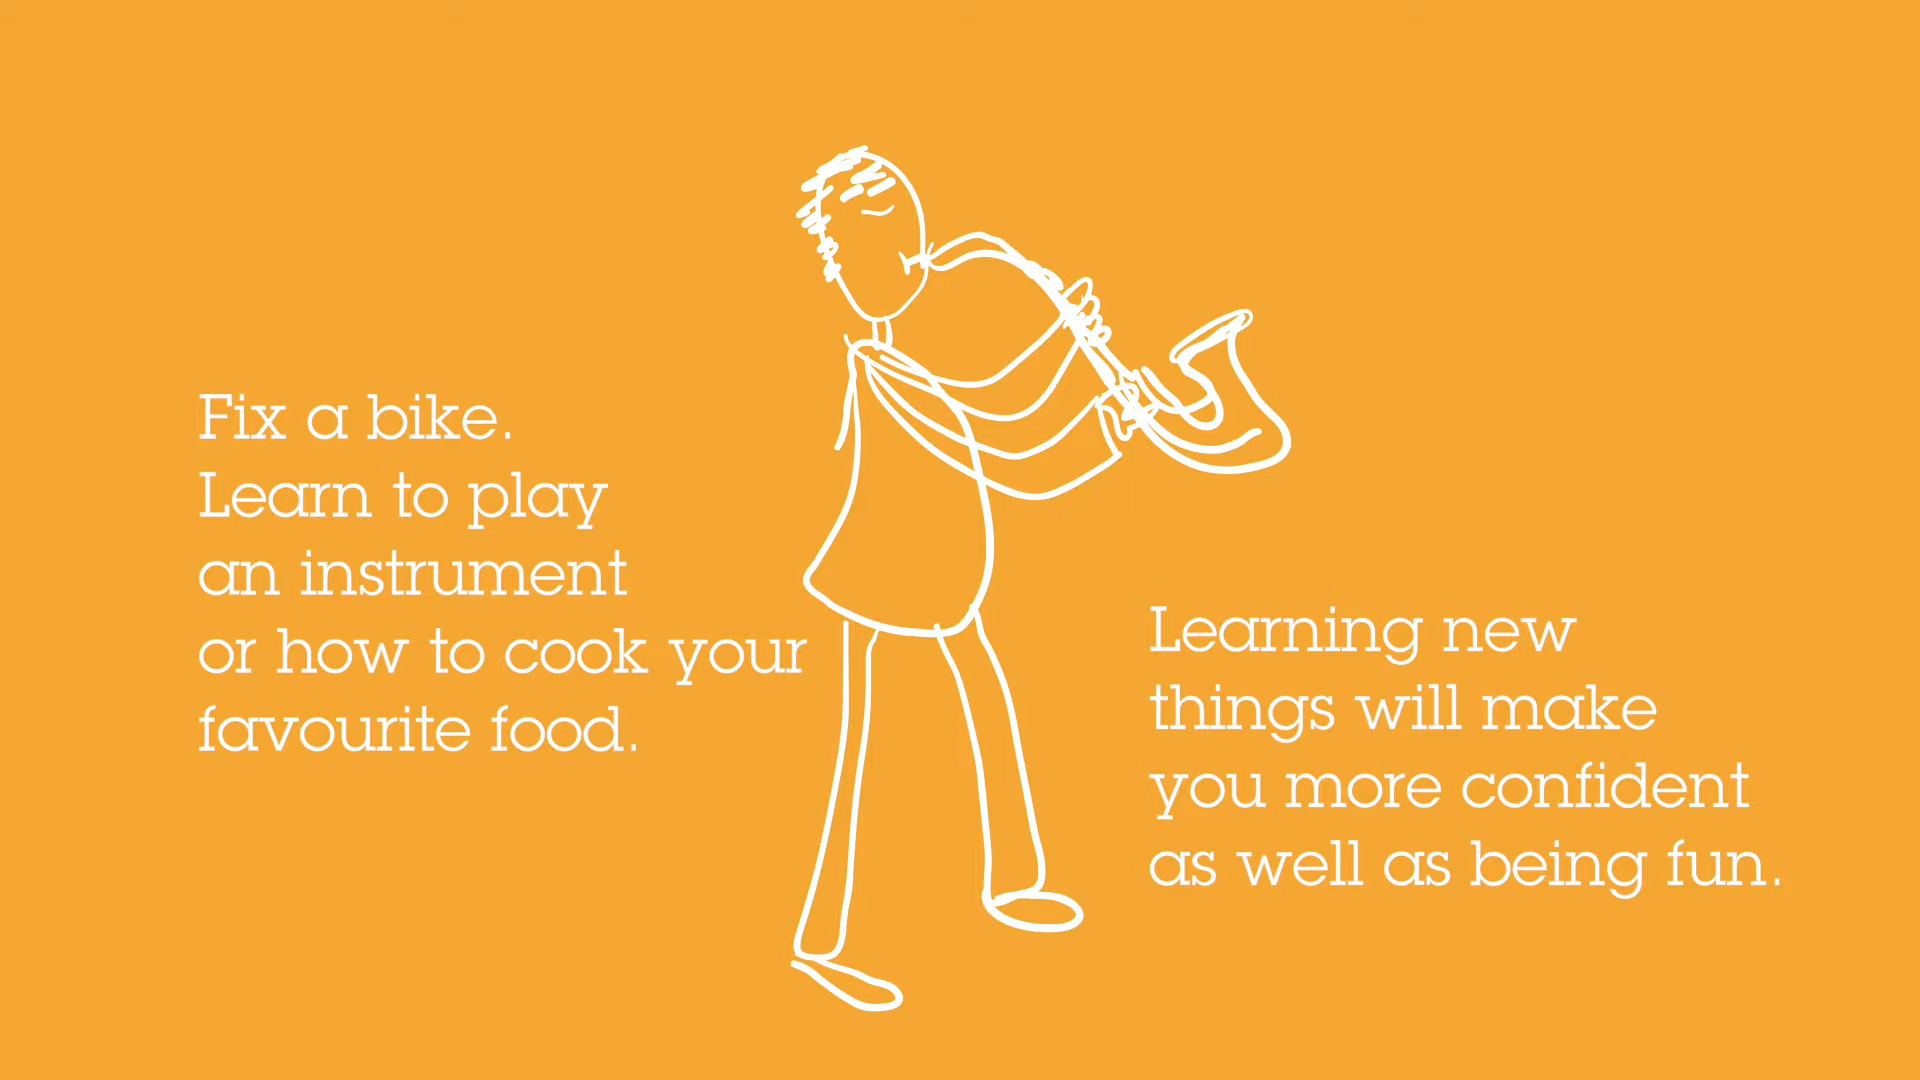 Fix a bike.
Learn to play
an instrument
or how to cook your
favourite food.
Learning new
things will make
you more confident
as well as being fun.